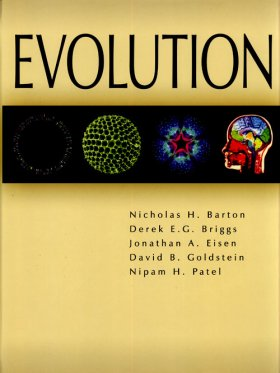 EVOLUTION
Nicholas H. Barton
Derek E.G. Briggs
Jonathan A. Eisen
David B. Goldstein
Nipam H. Patel